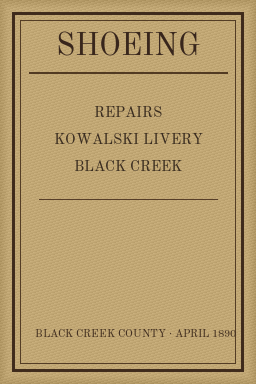 SHOEING
REPAIRS
KOWALSKI LIVERY
BLACK CREEK
BLACK CREEK COUNTY · APRIL 1890